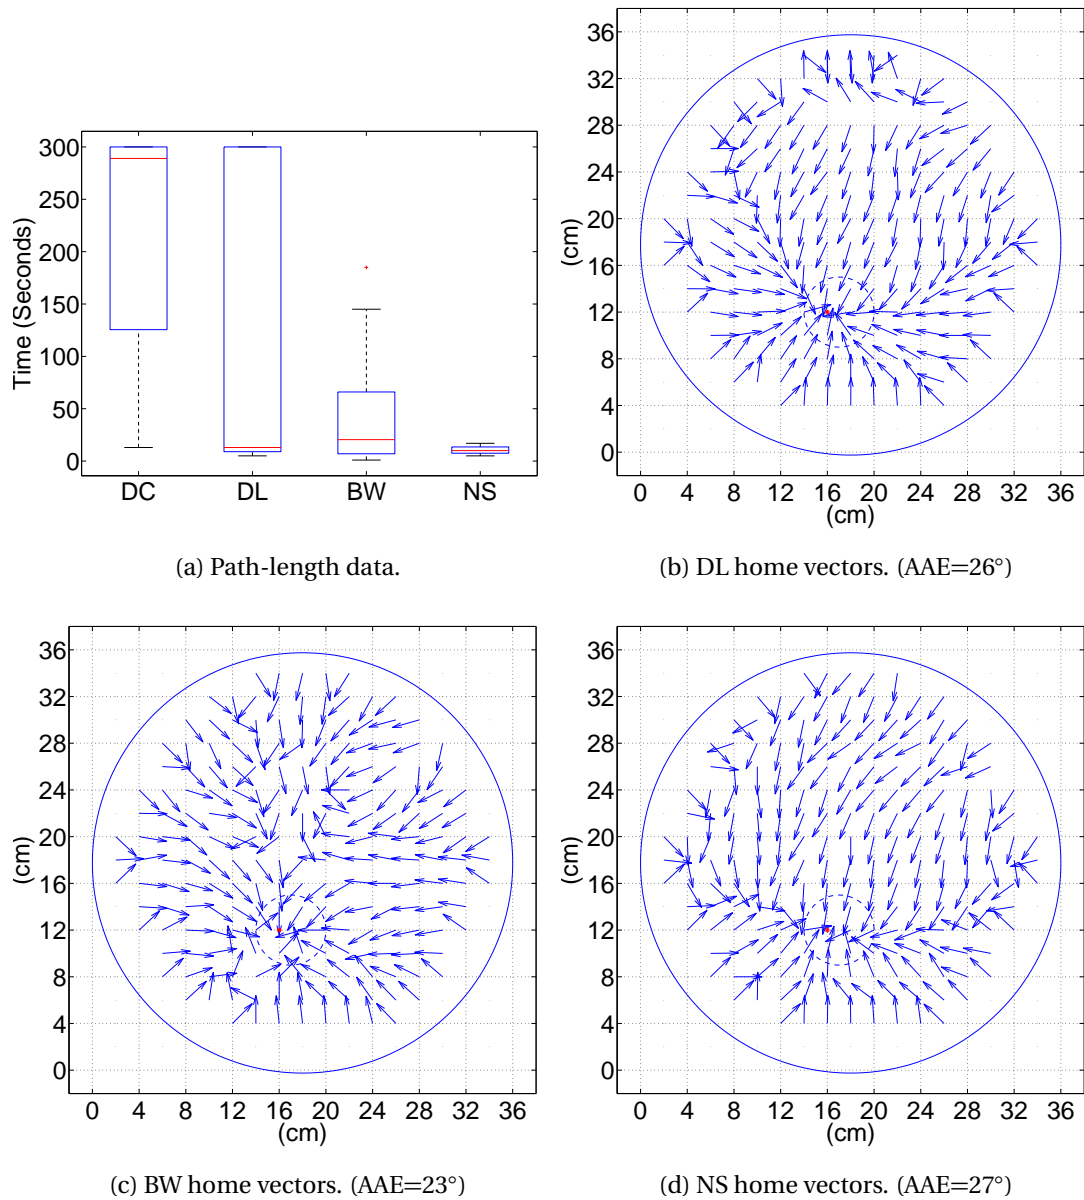 300
250
200
150
100
50
0
Time (Seconds)
DC DL BW NS
(a) Path-length data.
36
32
28
24
20
16
12
8
4
0
(cm)
0 4 8 12 16 20 24 28 32 36
(cm)
(b) DL home vectors. (AAE=26°)
36
32
28
24
20
16
12
8
4
0
(cm)
0 4 8 12 16 20 24 28 32 36
(cm)
(c) BW home vectors. (AAE=23°)
36
32
28
24
20
16
12
8
4
0
(cm)
0 4 8 12 16 20 24 28 32 36
(cm)
(d) NS home vectors. (AAE=27°)